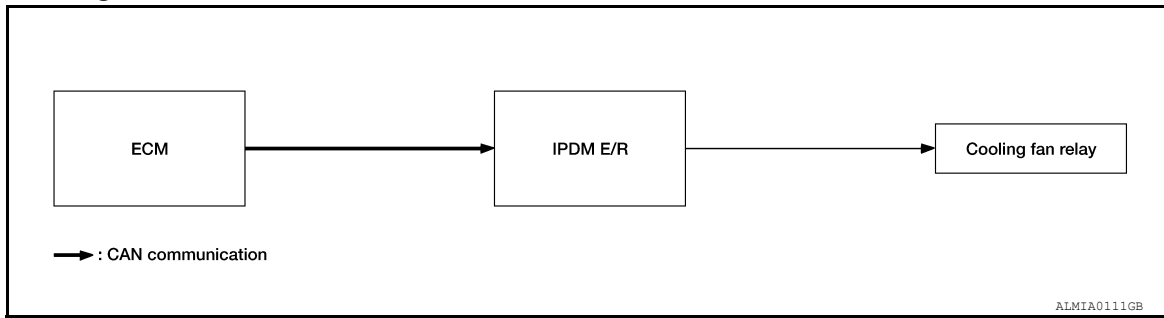 ECM
IPDM E/R
Cooling fan relay
: CAN communication
ALMIA0111GB